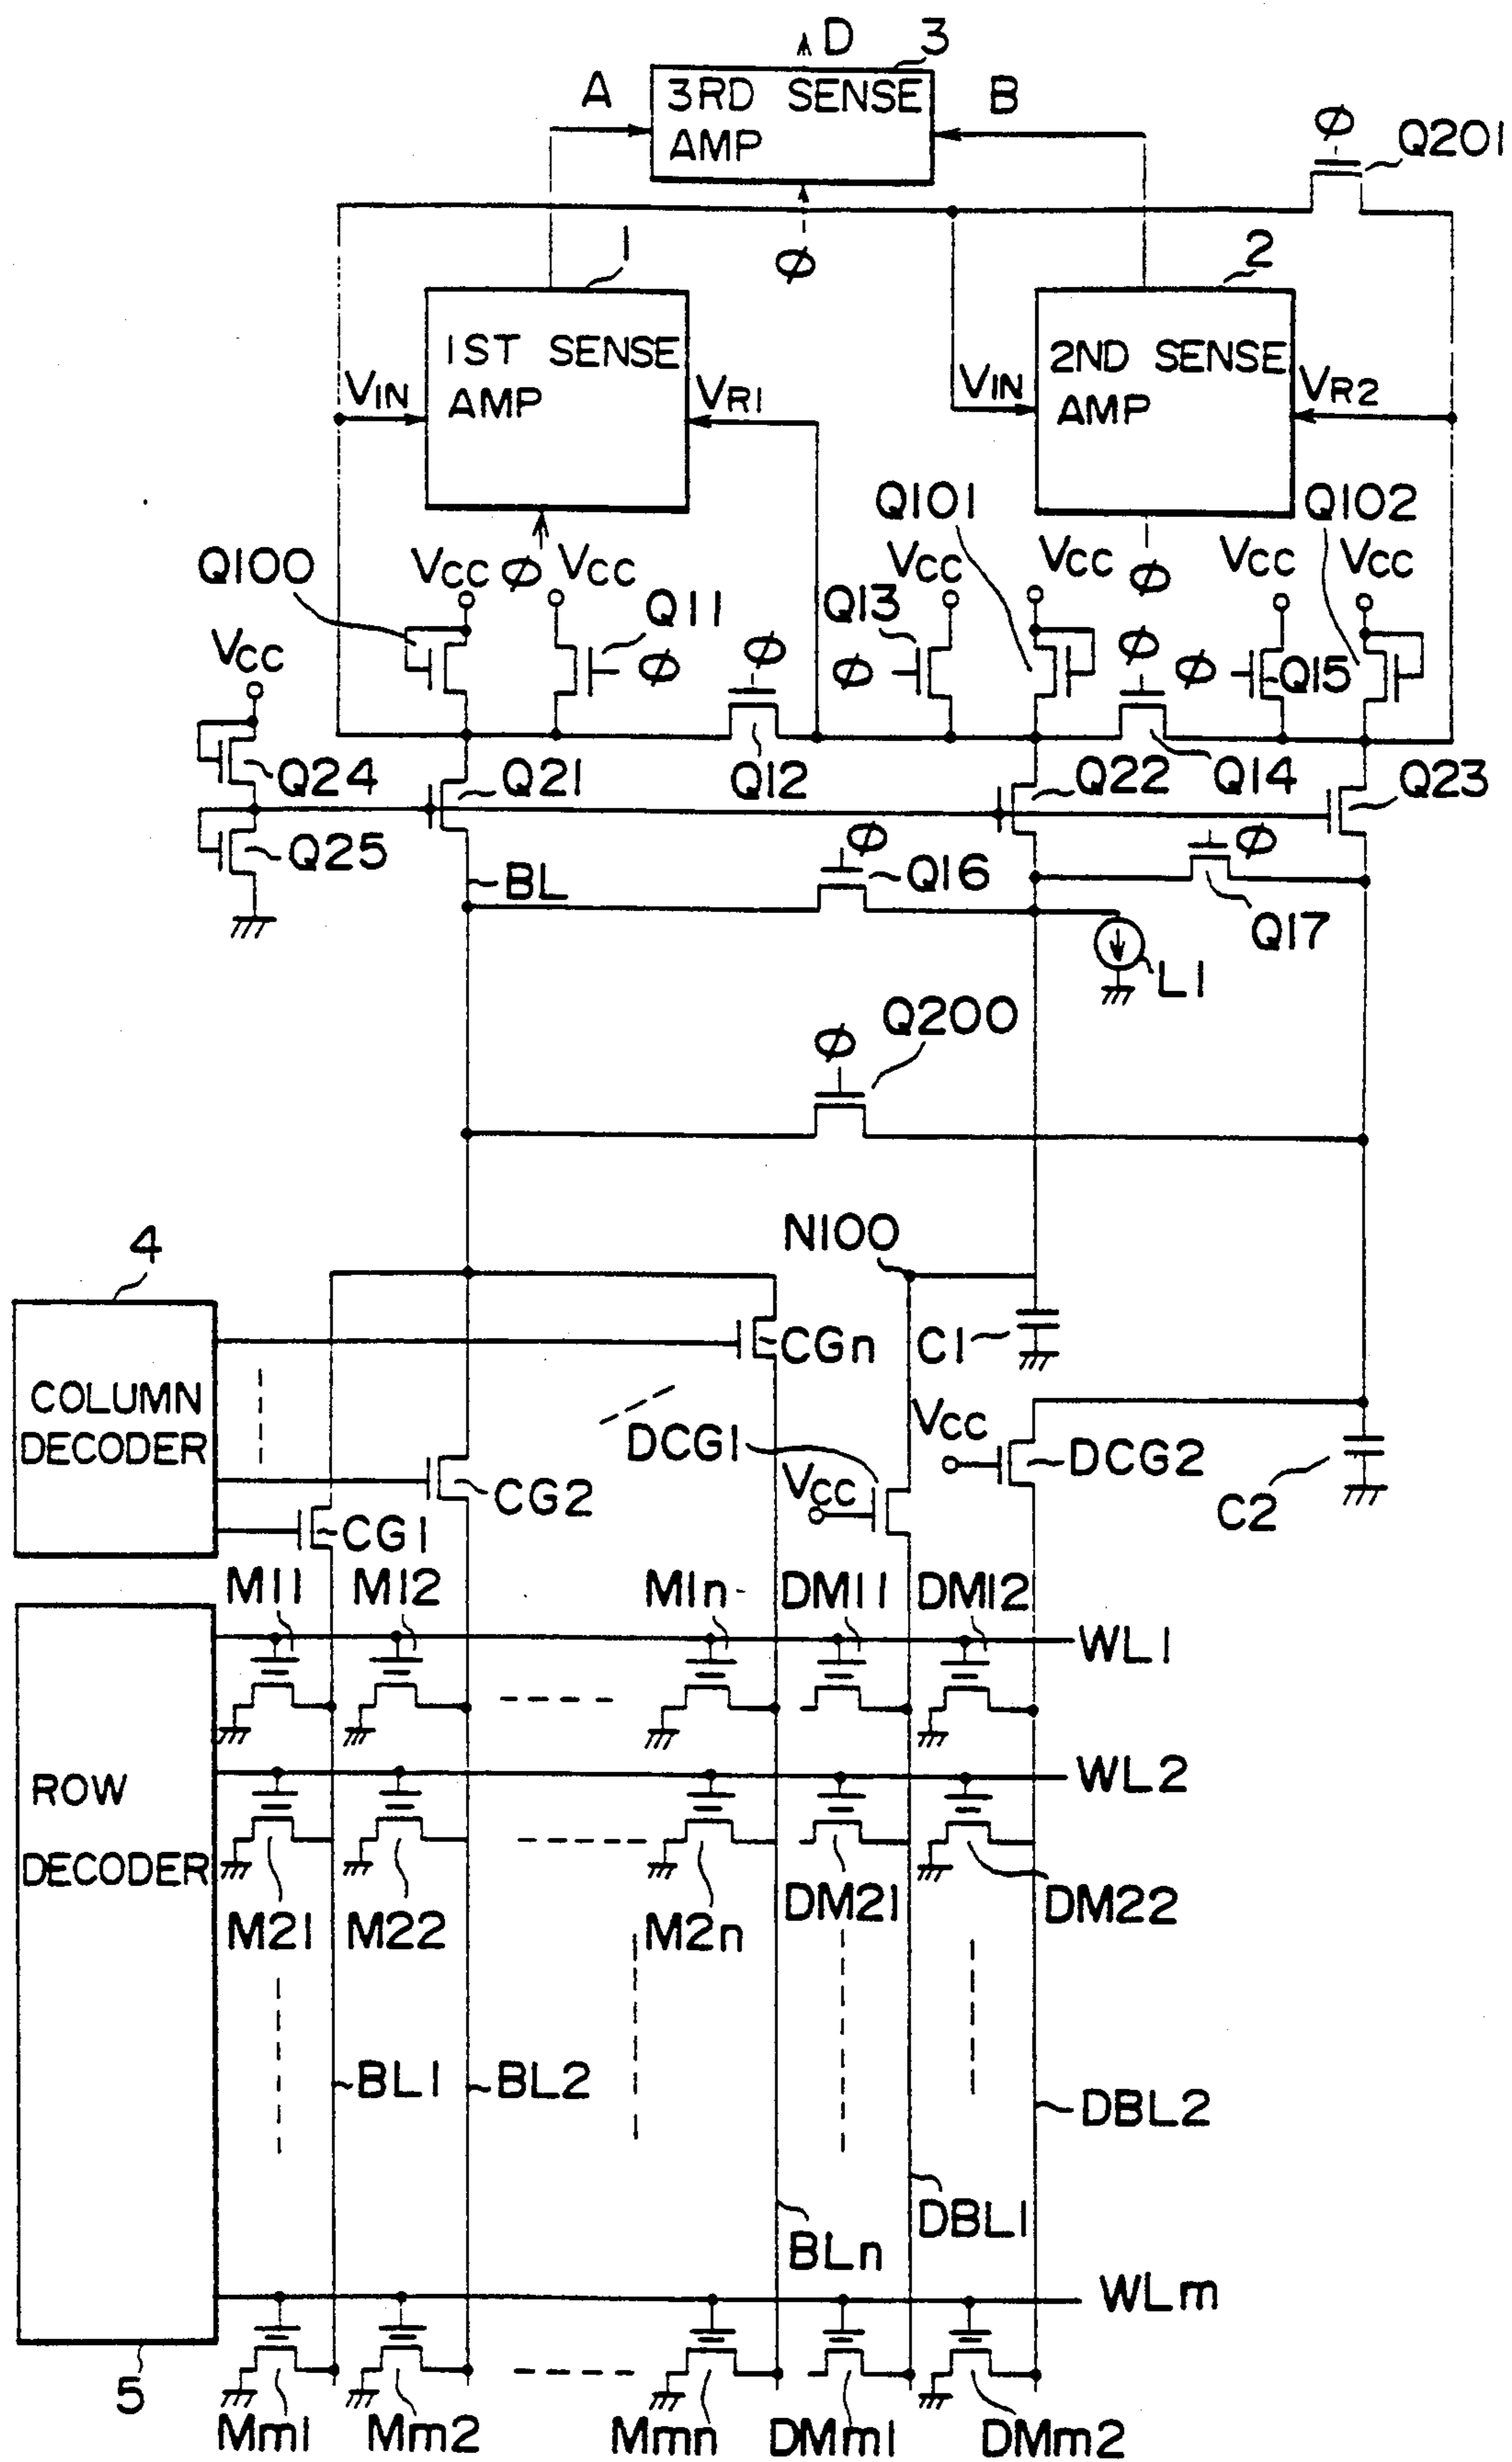 D
3
A
3RD SENSE
AMP
B
Φ
Q201
Φ
1
2
1ST SENSE
AMP
VIN
VR1
2ND SENSE
AMP
VIN
VR2
Q100
VCC
Φ
VCC
Q11
Φ
Φ
Q101
VCC
Q13
Φ
VCC
Φ
Φ
VCC
Φ
Q15
Q102
VCC
VCC
Q24
Q21
Q12
Q22
Q14
Q23
Q25
BL
Φ
Q16
Φ
Q17
L1
Φ
Q200
4
N100
COLUMN
DECODER
CGn
C1
DCG1
VCC
VCC
DCG2
C2
CG2
CG1
M11
M12
M1n
DM11
DM12
WL1
ROW
DECODER
WL2
M21
M22
M2n
DM21
DM22
BL1
BL2
DBL2
BLn
DBL1
WLm
5
Mm1
Mm2
Mmn
DMm1
DMm2